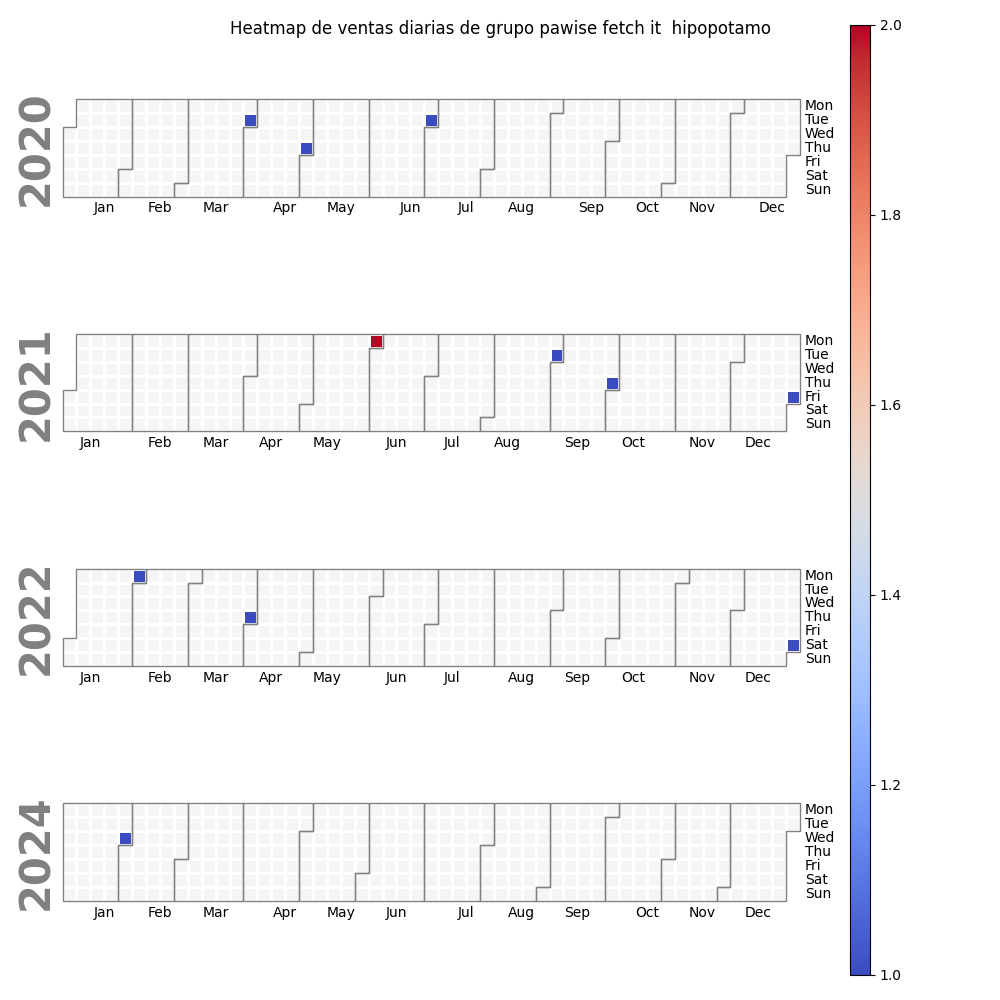 Heatmap de ventas diarias de grupo pawise fetch it  hipopotamo
2020
Mon
Tue
Wed
Thu
Fri
Sat
Sun
Jan Feb Mar Apr May Jun Jul Aug Sep Oct Nov Dec
2021
Mon
Tue
Wed
Thu
Fri
Sat
Sun
Jan Feb Mar Apr May Jun Jul Aug Sep Oct Nov Dec
2022
Mon
Tue
Wed
Thu
Fri
Sat
Sun
Jan Feb Mar Apr May Jun Jul Aug Sep Oct Nov Dec
2024
Mon
Tue
Wed
Thu
Fri
Sat
Sun
Jan Feb Mar Apr May Jun Jul Aug Sep Oct Nov Dec
2.0
1.8
1.6
1.4
1.2
1.0